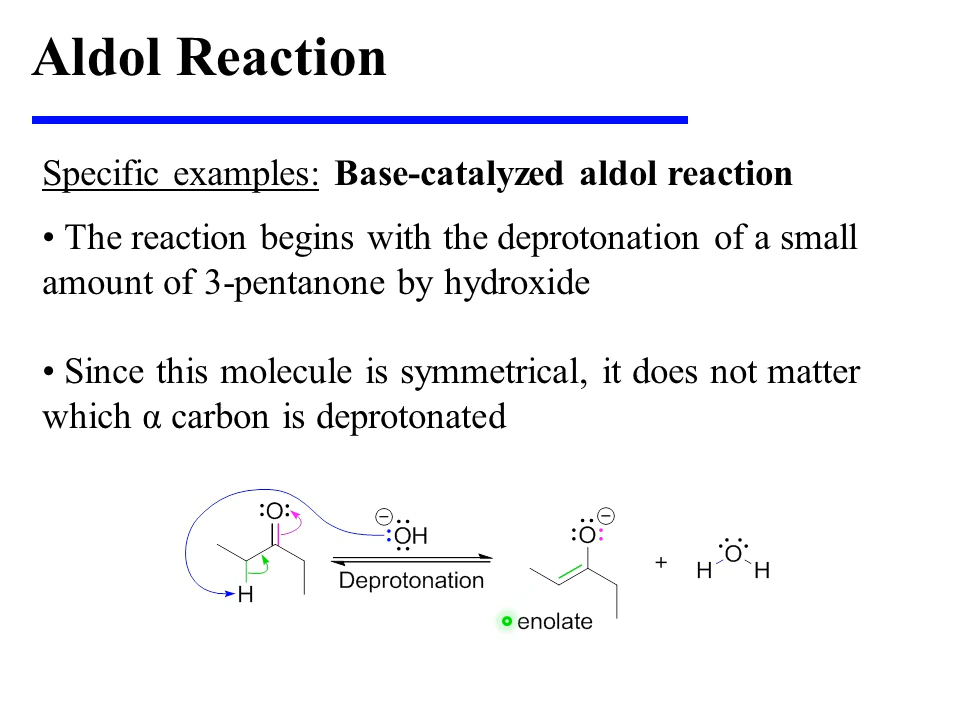 Aldol Reaction
Specific examples: Base-catalyzed aldol reaction
• The reaction begins with the deprotonation of a small
amount of 3-pentanone by hydroxide
• Since this molecule is symmetrical, it does not matter
which α carbon is deprotonated
O
H
− OH
Deprotonation
O −
enolate
+
H O H